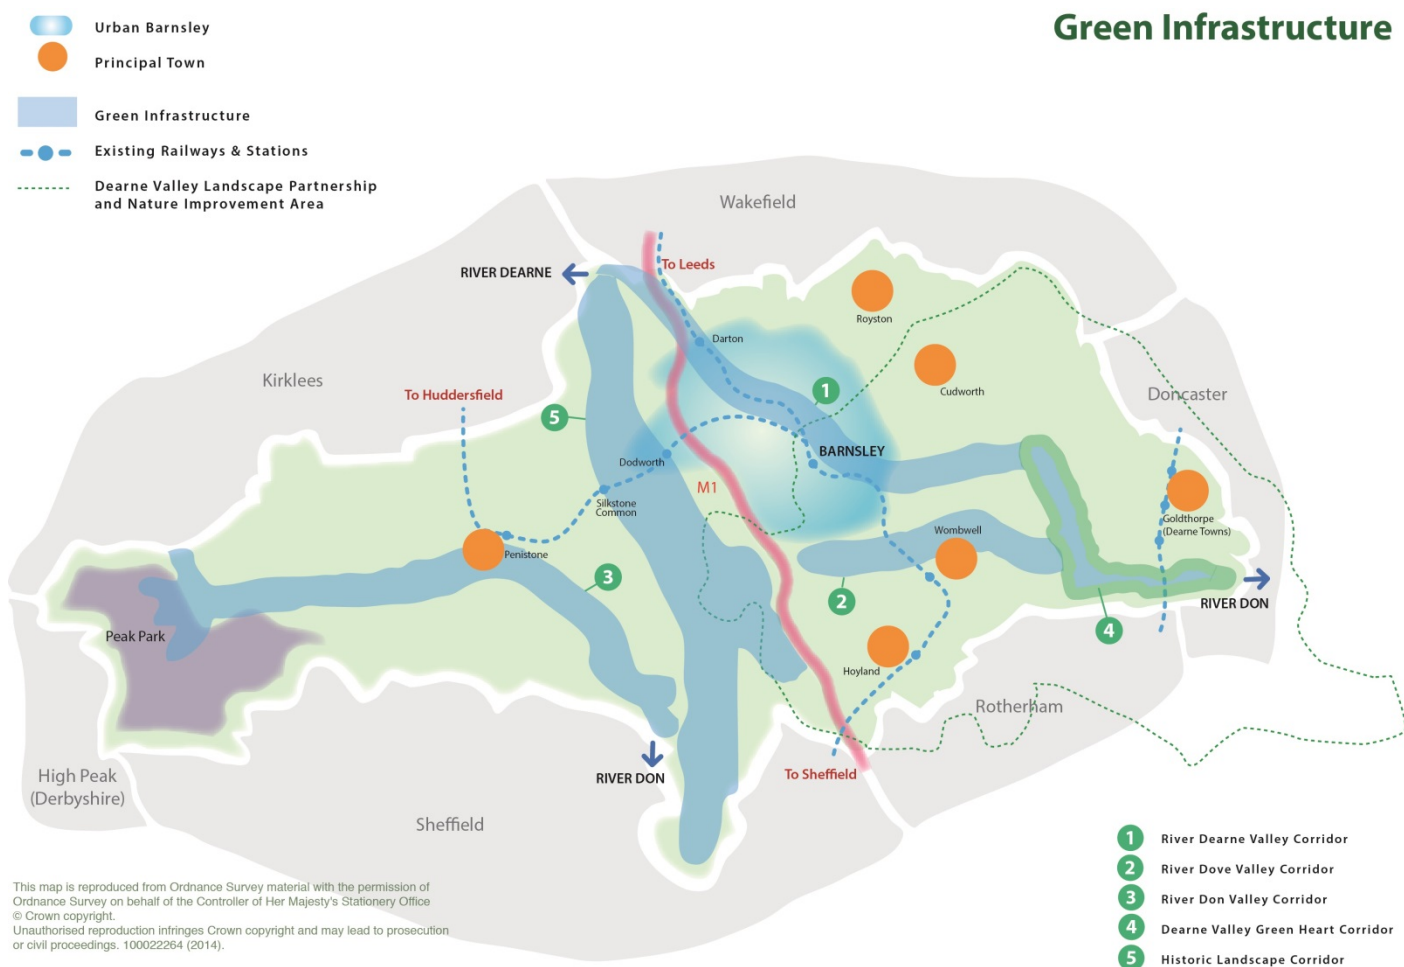 Green Infrastructure
Urban Barnsley
Principal Town
Green Infrastructure
Existing Railways & Stations
Dearne Valley Landscape Partnership
and Nature Improvement Area
Wakefield
RIVER DEARNE
To Leeds
Royston
Darton
Kirklees
To Huddersfield
Cudworth
Doncaster
1
5
BARNSLEY
Dodworth
M1
Silkstone
Common
Goldthorpe
(Dearne Towns)
Wombwell
Penistone
3
2
RIVER DON
4
Peak Park
Hoyland
Rotherham
High Peak
(Derbyshire)
RIVER DON
To Sheffield
Sheffield
1 River Dearne Valley Corridor
2 River Dove Valley Corridor
3 River Don Valley Corridor
4 Dearne Valley Green Heart Corridor
5 Historic Landscape Corridor
This map is reproduced from Ordnance Survey material with the permission of
Ordnance Survey on behalf of the Controller of Her Majesty's Stationery Office
© Crown copyright.
Unauthorised reproduction infringes Crown copyright and may lead to prosecution
or civil proceedings. 100022264 (2014).